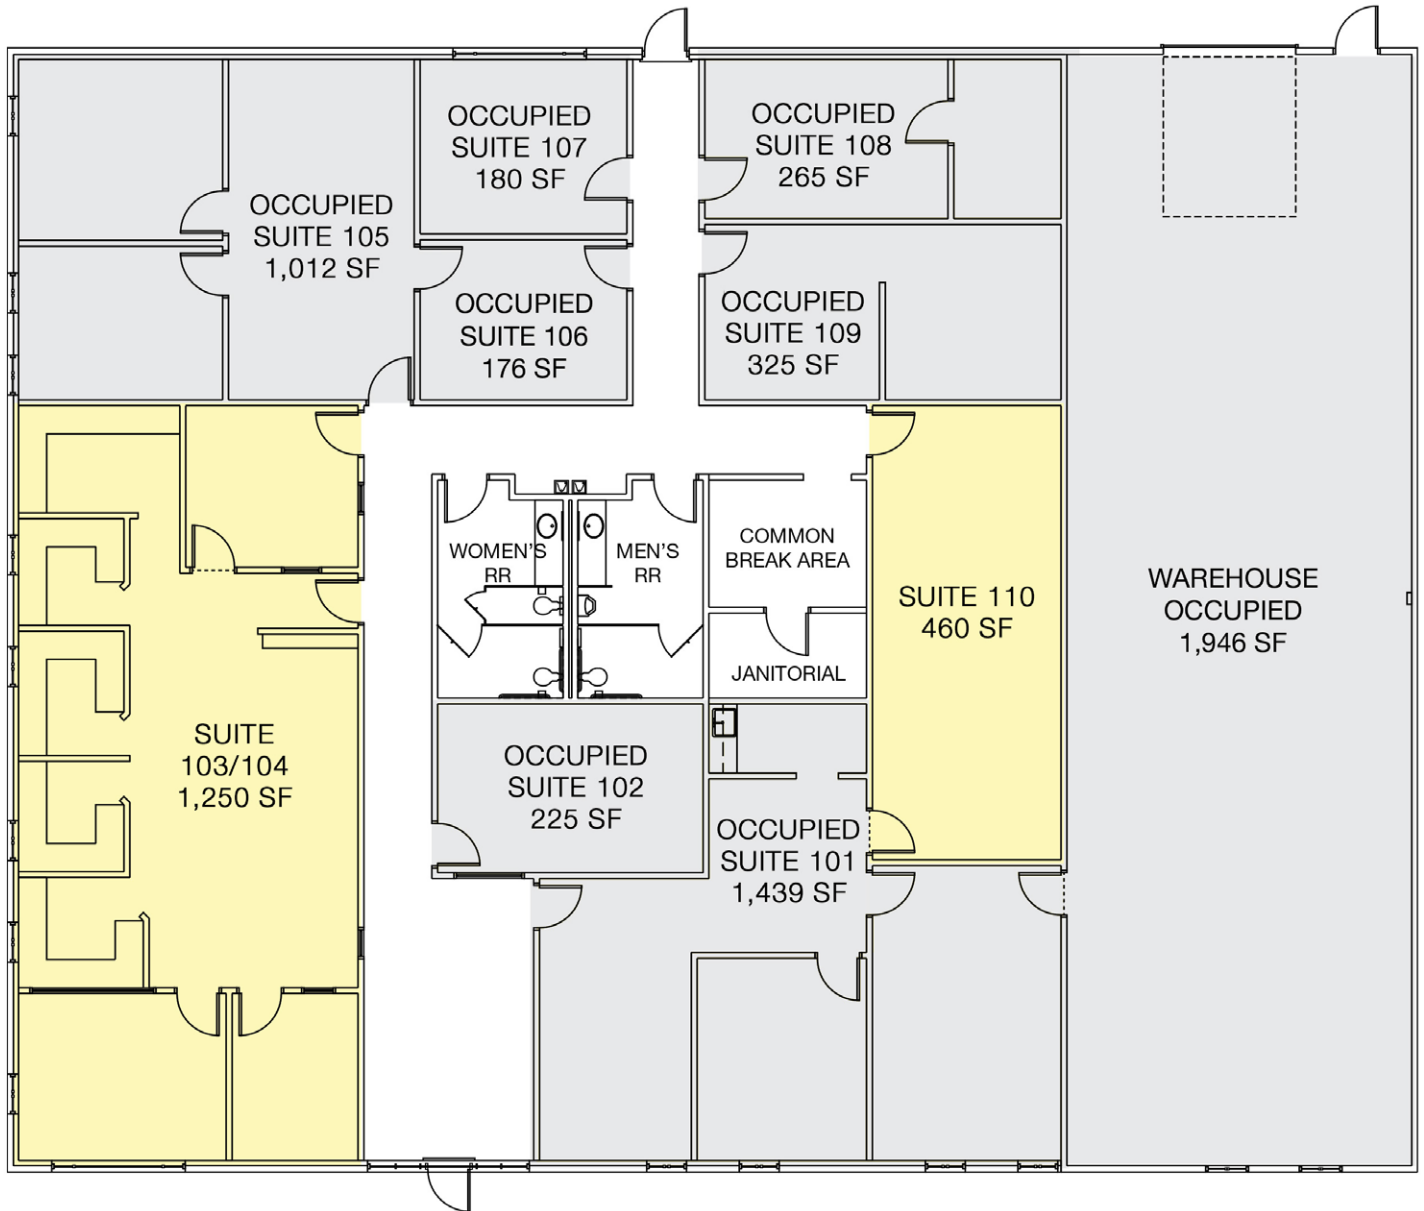 OCCUPIED
SUITE 107
180 SF
OCCUPIED
SUITE 108
265 SF
OCCUPIED
SUITE 105
1,012 SF
OCCUPIED
SUITE 106
176 SF
OCCUPIED
SUITE 109
325 SF
WOMEN'S
RR
MEN'S
RR
COMMON
BREAK AREA
JANITORIAL
SUITE 110
460 SF
WAREHOUSE
OCCUPIED
1,946 SF
SUITE
103/104
1,250 SF
OCCUPIED
SUITE 102
225 SF
OCCUPIED
SUITE 101
1,439 SF